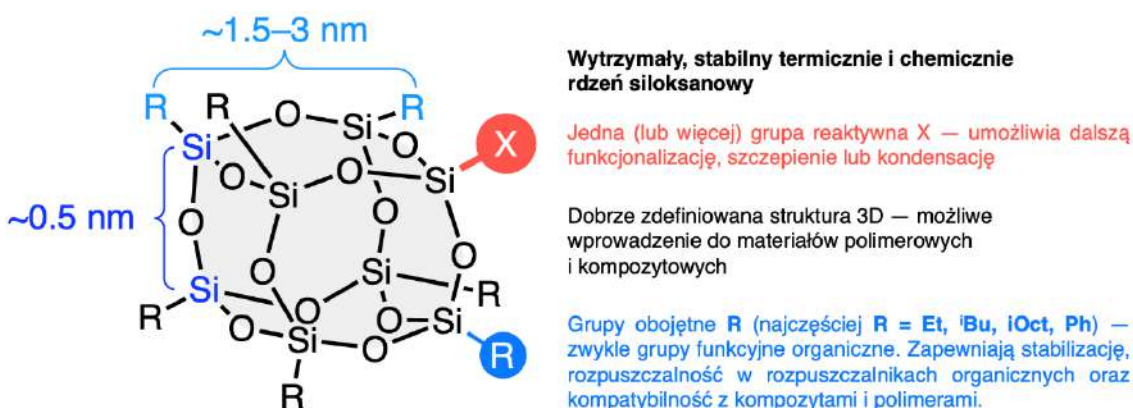 ~1.5–3 nm
R
R
R
O
Si
Si
O
X
Si
O
Si
O
Si
~0.5 nm
O
O
O
O
Si
Si
O
O
R
R
O
Si
O
Si
O
R
R
Wytrzymały, stabilny termicznie i chemicznie
rdzeń siloksanowy
Jedna (lub więcej) grupa reaktywna X — umożliwia dalszą
funkcjonalizację, szczepienie lub kondensację
Dobrze zdefiniowana struktura 3D — możliwe
wprowadzenie do materiałów polimerowych
i kompozytowych
Grupy obojętne R (najczęściej R = Et, ⁱBu, iOct, Ph) —
zwykle grupy funkcyjne organiczne. Zapewniają stabilizację,
rozpuszczalność w rozpuszczalnikach organicznych oraz
kompatybilność z kompozytami i polimerami.